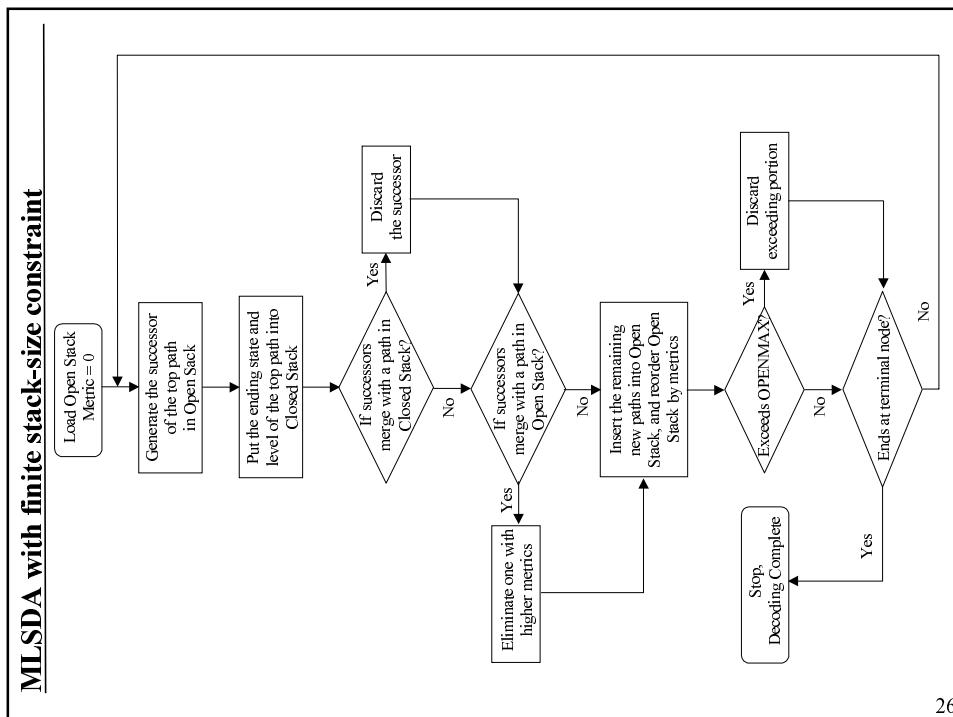 MLSDA with finite stack-size constraint
Load Open Stack
Metric = 0
Generate the successor
of the top path
in Open Sack
Put the ending state and
level of the top path into
Closed Stack
If successors
merge with a path in
Closed Stack?
Yes
Discard
the successor
No
If successors
merge with a path in
Open Stack?
Yes
Eliminate one with
higher metrics
No
Insert the remaining
new paths into Open
Stack, and reorder Open
Stack by metrics
Exceeds OPENMAX?
Yes
Discard
exceeding portion
No
Ends at terminal node?
No
Yes
Stop,
Decoding Complete
26